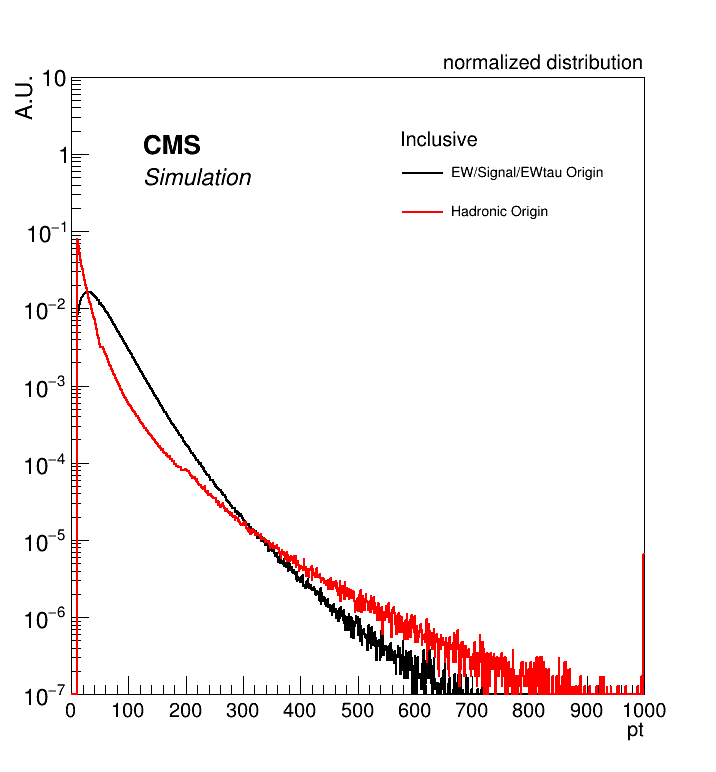 normalized distribution
A.U.
10
1
10⁻¹
10⁻²
10⁻³
10⁻⁴
10⁻⁵
10⁻⁶
10⁻⁷
CMS
Simulation
Inclusive
EW/Signal/EWtau Origin
Hadronic Origin
0 100 200 300 400 500 600 700 800 900 1000
pt